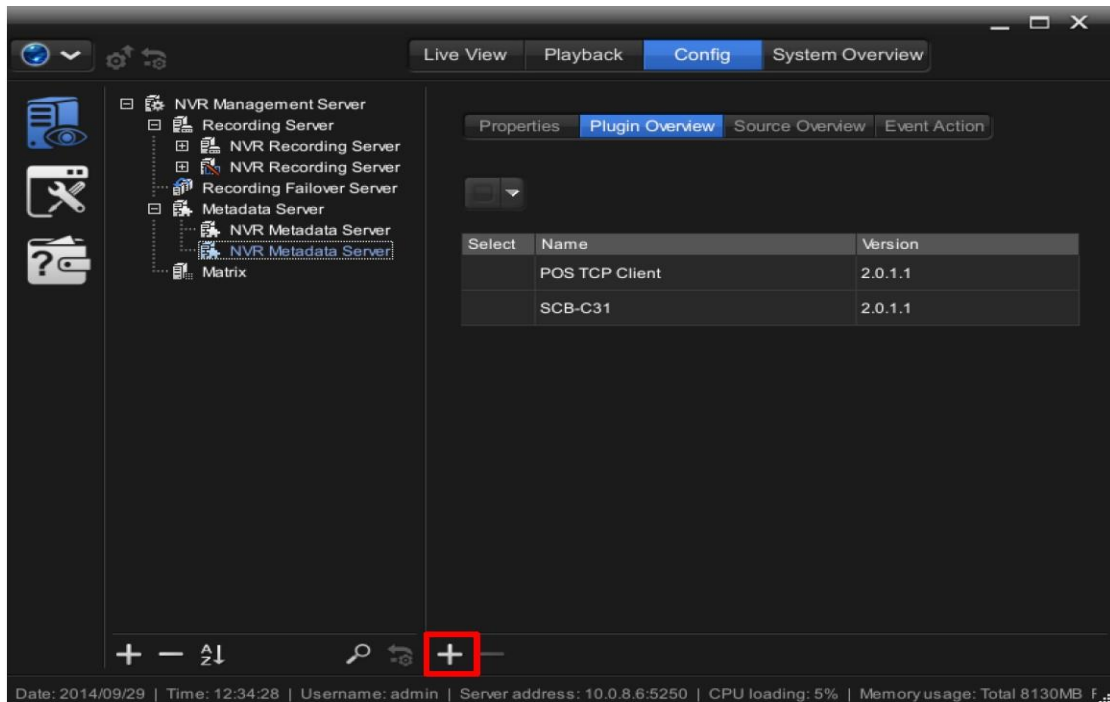 Live View Playback Config System Overview
NVR Management Server
Recording Server
NVR Recording Server
NVR Recording Server
Recording Failover Server
Metadata Server
NVR Metadata Server
NVR Metadata Server
Matrix
Properties Plugin Overview Source Overview Event Action
Select Name Version
POS TCP Client 2.0.1.1
SCB-C31 2.0.1.1
Date: 2014/09/29 | Time: 12:34:28 | Username: admin | Server address: 10.0.8.6:5250 | CPU loading: 5% | Memory usage: Total 8130MB F